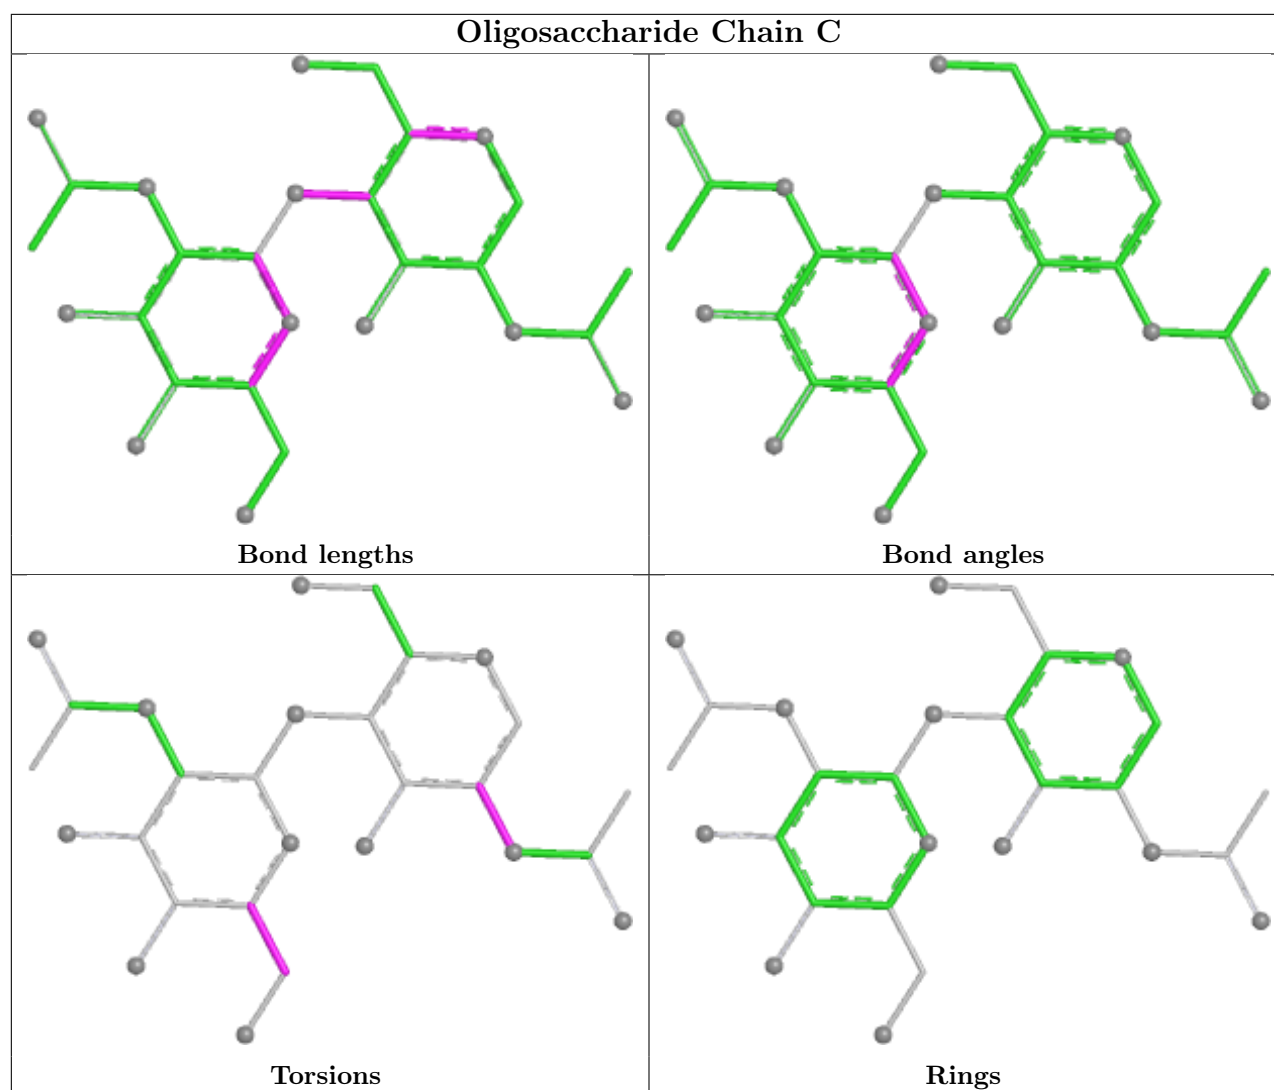 Oligosaccharide Chain C
Bond lengths
Bond angles
Torsions
Rings